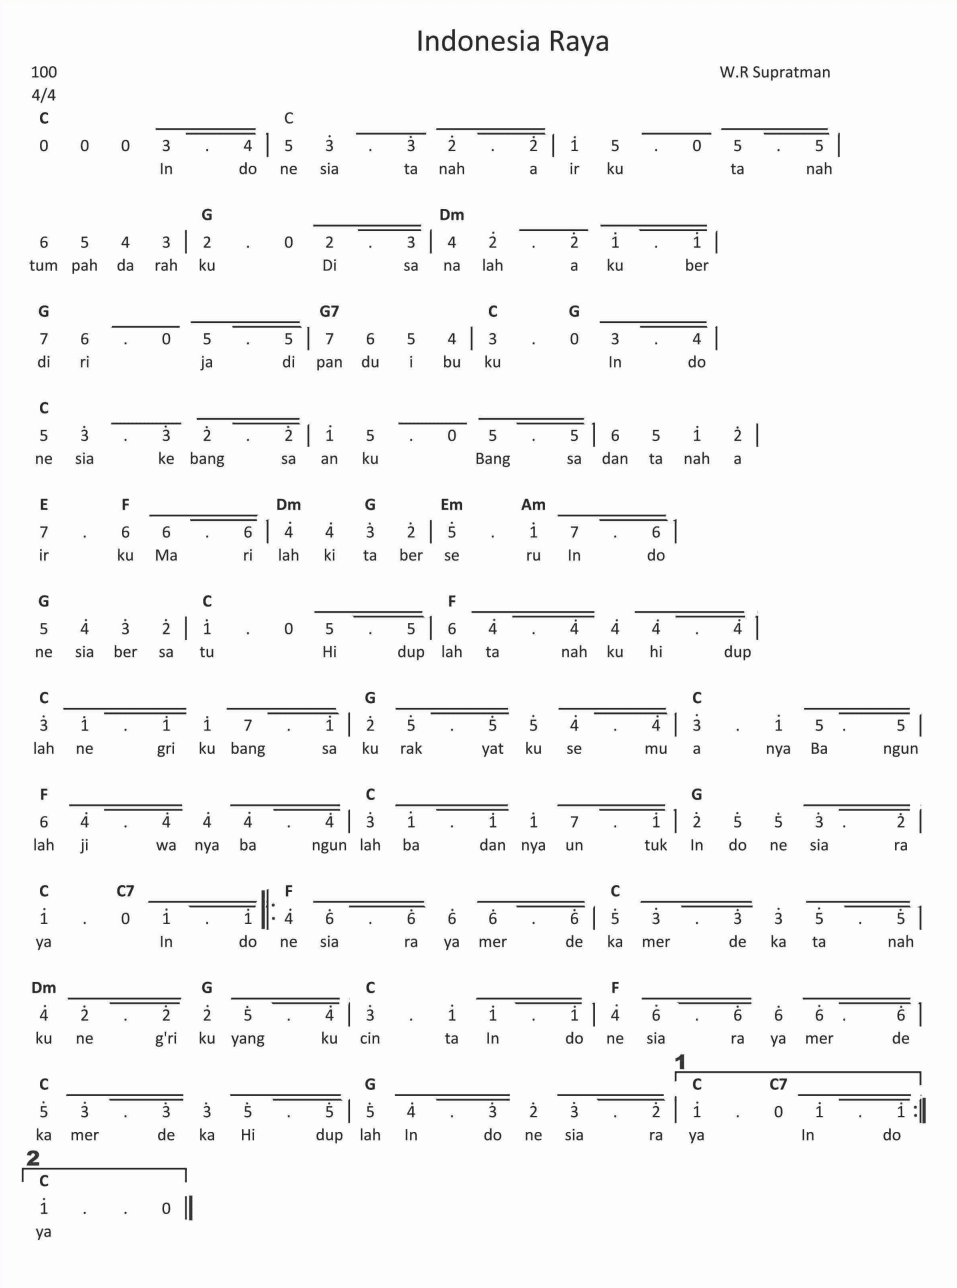 Indonesia Raya
100 W.R Supratman
4/4
C C
0 0 0 3 . 4 | 5 3̇ . 3̇ 2̇ . 2̇ | 1̇ 5 . 0 5 . 5 |
In do ne sia ta nah a ir ku ta nah
G Dm
6 5 4 3 | 2 . 0 2 . 3 | 4 2̇ . 2̇ 1̇ . 1̇ |
tum pah da rah ku Di sa na lah a ku ber
G G7 C G
7 6 . 0 5 . 5 | 7 6 5 4 | 3 . 0 3 . 4 |
di ri ja di pan du i bu ku In do
C
5 3̇ . 3̇ 2̇ . 2̇ | 1̇ 5 . 0 5 . 5 | 6 5 1̇ 2̇ |
ne sia ke bang sa an ku Bang sa dan ta nah a
E F Dm G Em Am
7 . 6 6 . 6 | 4̇ 4̇ 3̇ 2̇ | 5̇ . 1̇ 7 . 6 |
ir ku Ma ri lah ki ta ber se ru In do
G C F
5 4̇ 3̇ 2̇ | 1̇ . 0 5 . 5 | 6 4̇ . 4̇ 4̇ 4̇ . 4̇ |
ne sia ber sa tu Hi dup lah ta nah ku hi dup
C G C
3̇ 1̇ . 1̇ 1̇ 7 . 1̇ | 2̇ 5̇ . 5̇ 5̇ 4̇ . 4̇ | 3̇ . 1̇ 5 . 5 |
lah ne gri ku bang sa ku rak yat ku se mu a nya Ba ngun
F C G
6 4̇ . 4̇ 4̇ 4̇ . 4̇ | 3̇ 1̇ . 1̇ 1̇ 7 . 1̇ | 2̇ 5̇ 5̇ 3̇ . 2̇ |
lah ji wa nya ba ngun lah ba dan nya un tuk In do ne sia ra
C C7 F C
1̇ . 0 1̇ . 1̇ ‖: 4̇ 6̇ . 6̇ 6̇ 6̇ . 6̇ | 5̇ 3̇ . 3̇ 3̇ 5̇ . 5̇ |
ya In do ne sia ra ya mer de ka mer de ka ta nah
Dm G C F
4̇ 2̇ . 2̇ 2̇ 5̇ . 4̇ | 3̇ . 1̇ 1̇ . 1̇ | 4̇ 6̇ . 6̇ 6̇ 6̇ . 6̇ |
ku ne g'ri ku yang ku cin ta In do ne sia ra ya mer de
1
C G C C7
5̇ 3̇ . 3̇ 3̇ 5̇ . 5̇ | 5̇ 4̇ . 3̇ 2̇ 3̇ . 2̇ | 1̇ . 0 1̇ . 1̇ :‖
ka mer de ka Hi dup lah In do ne sia ra ya In do
2
C
1̇ . . 0 ‖
ya